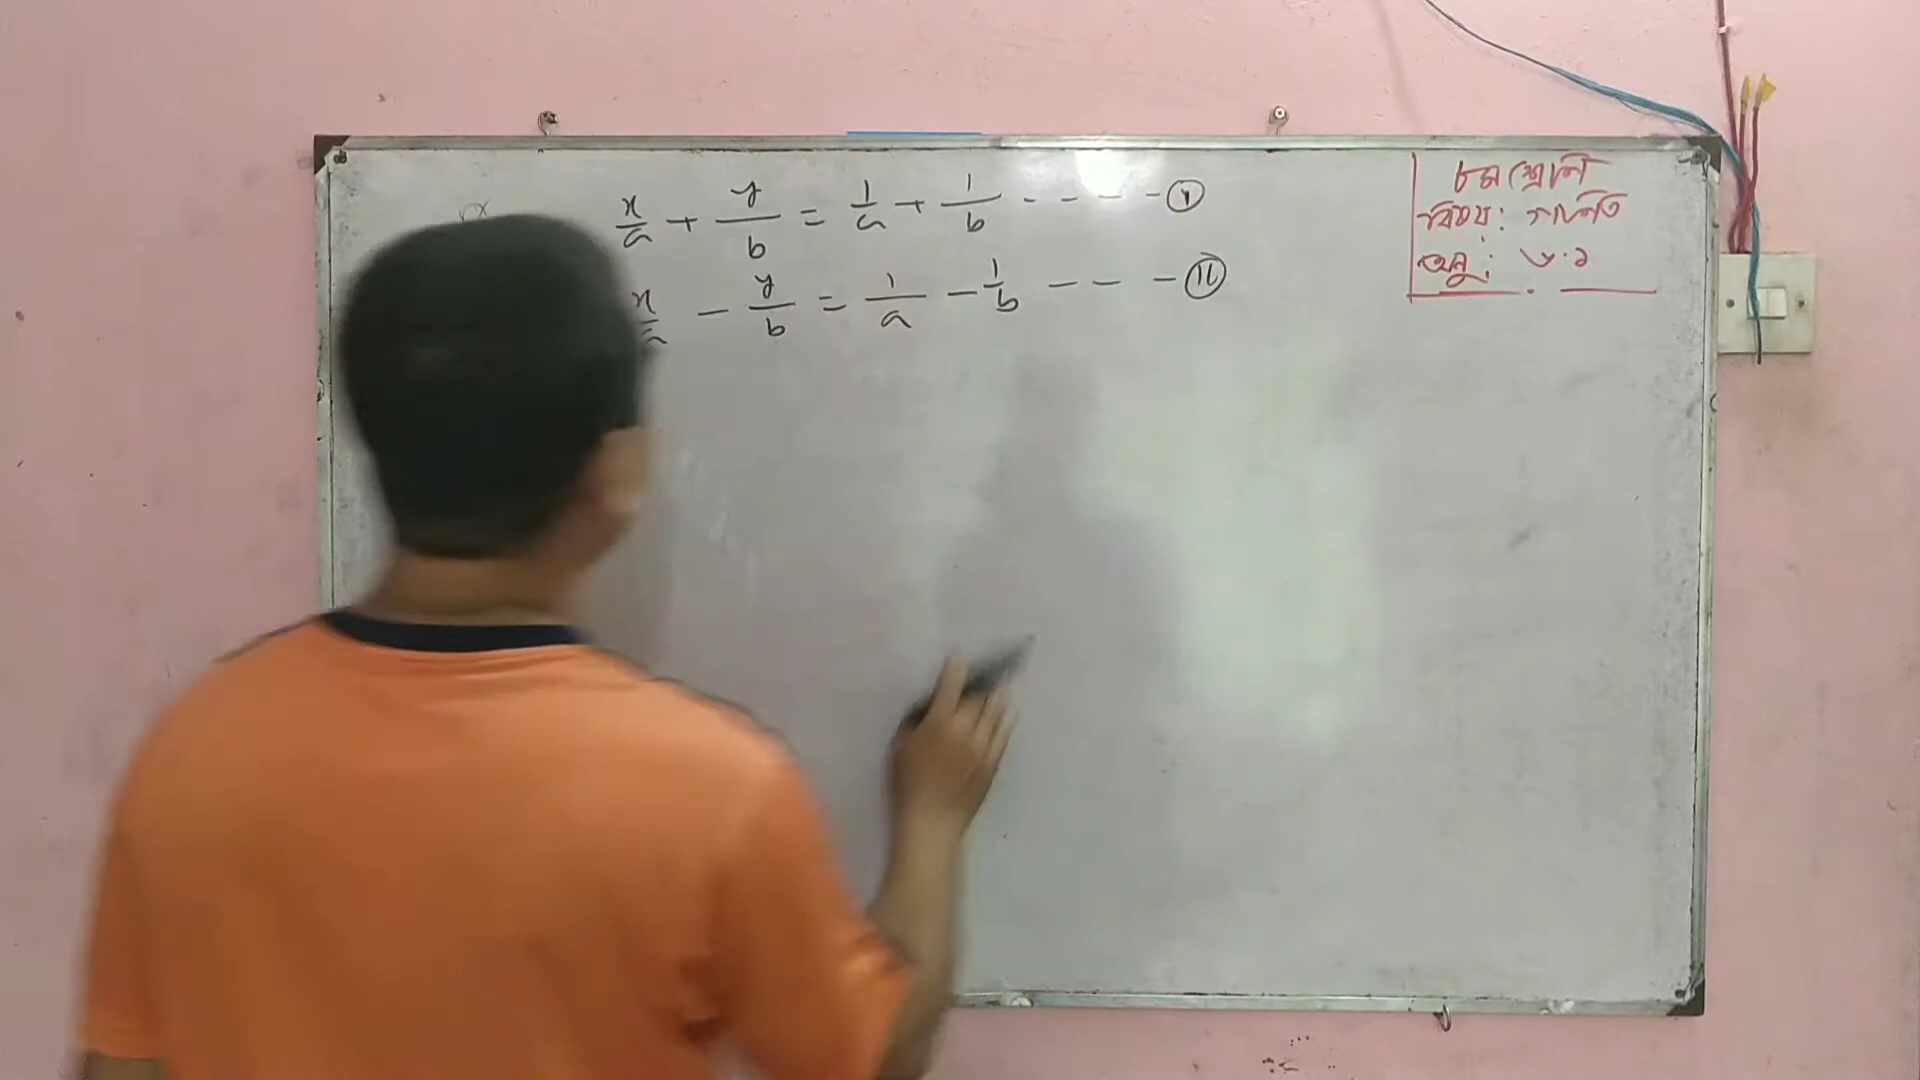 x/a + y/b = 1/a + 1/b - - - - (i)
x/a - y/b = 1/a - 1/b - - - (ii)
৮ম শ্রেণি
বিষয়: গণিত
অনু: ৬.১